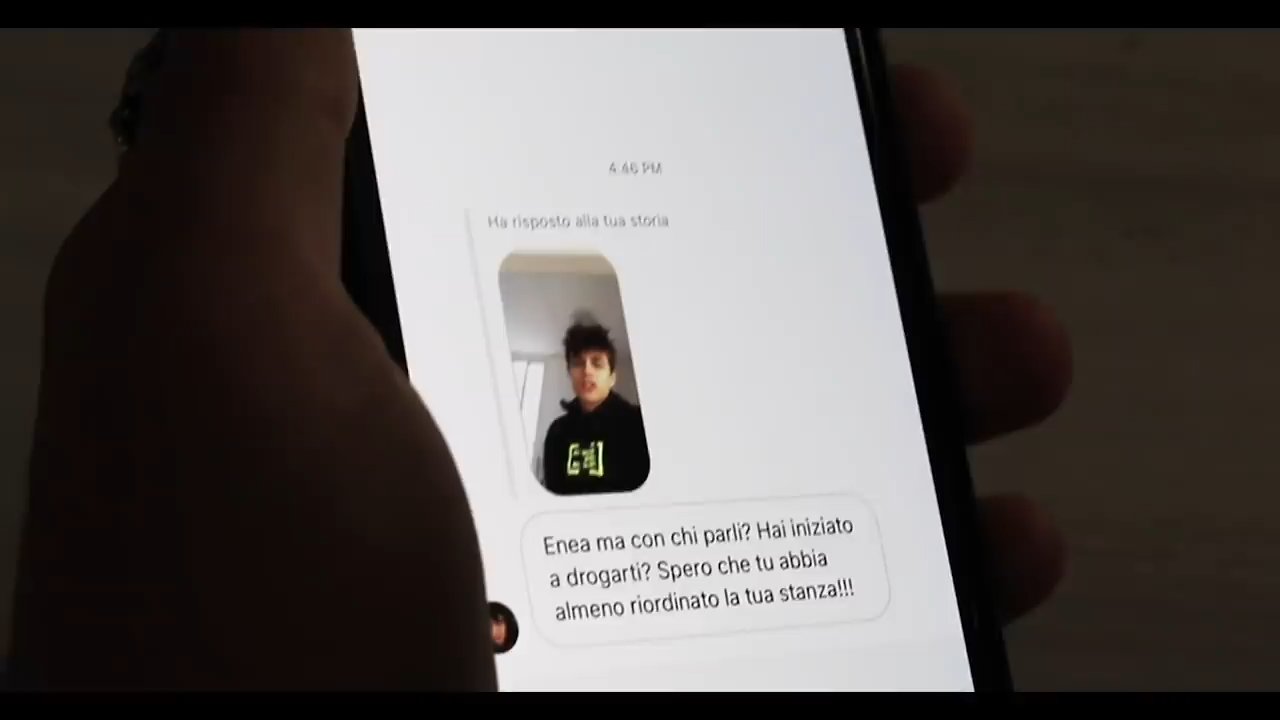 4:46 PM
Ha risposto alla tua storia
Enea ma con chi parli? Hai iniziato
a drogarti? Spero che tu abbia
almeno riordinato la tua stanza!!!